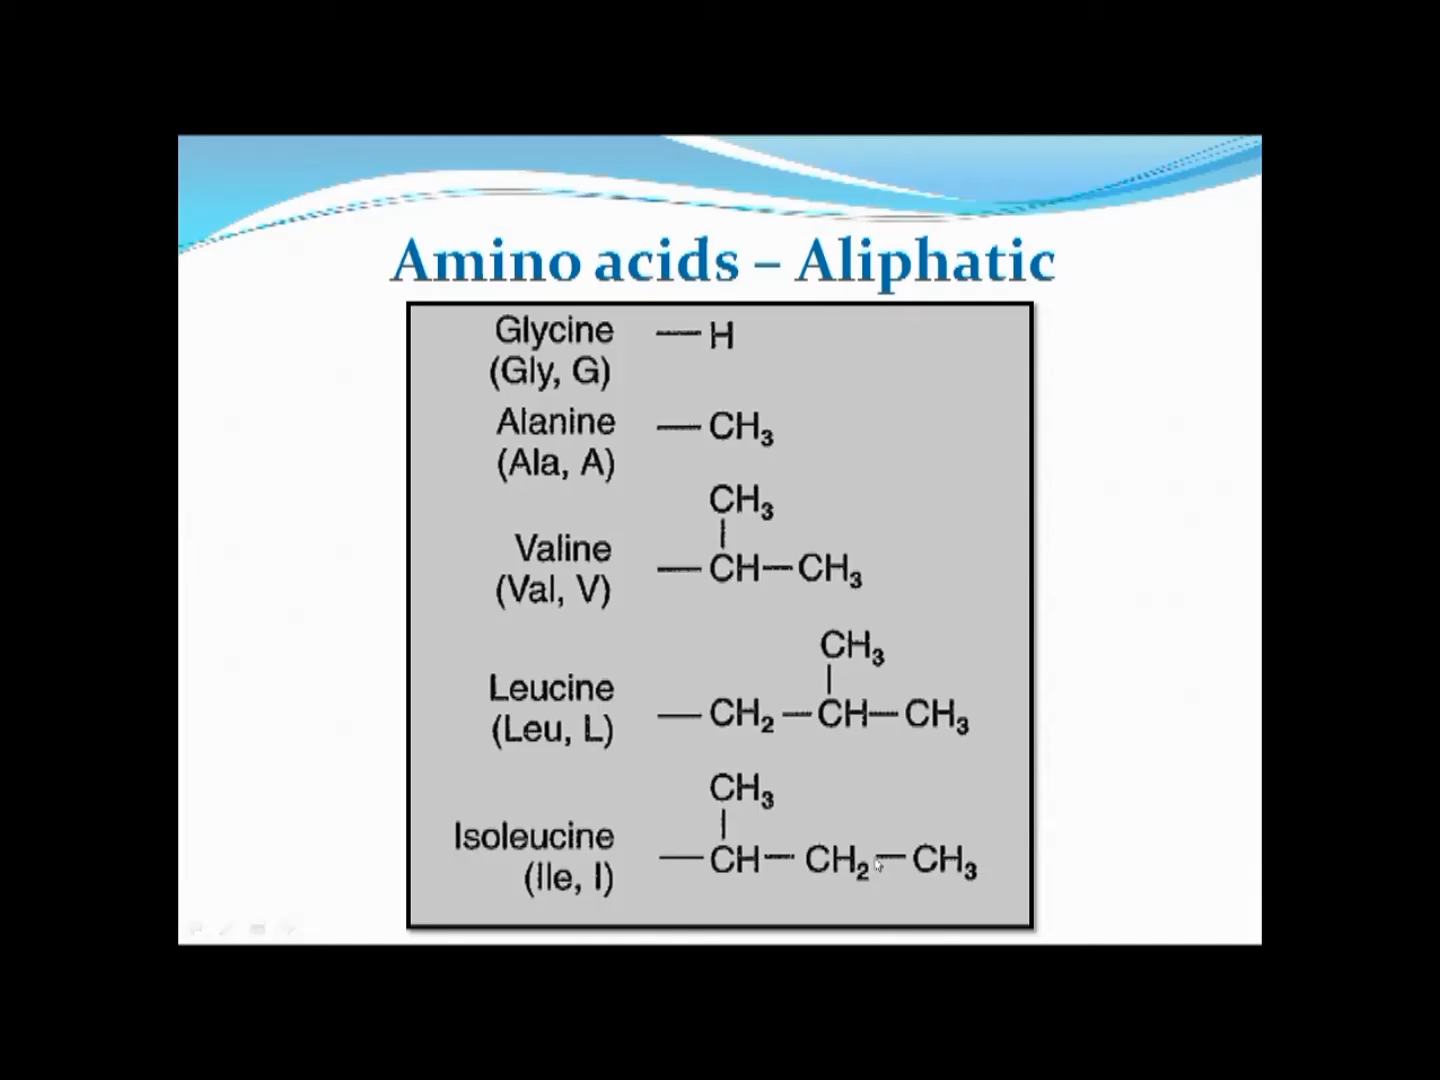 Amino acids – Aliphatic
Glycine —H
(Gly, G)
Alanine —CH₃
(Ala, A)
CH₃
|
Valine —CH—CH₃
(Val, V)
CH₃
|
Leucine —CH₂—CH—CH₃
(Leu, L)
CH₃
|
Isoleucine —CH—CH₂—CH₃
(Ile, I)